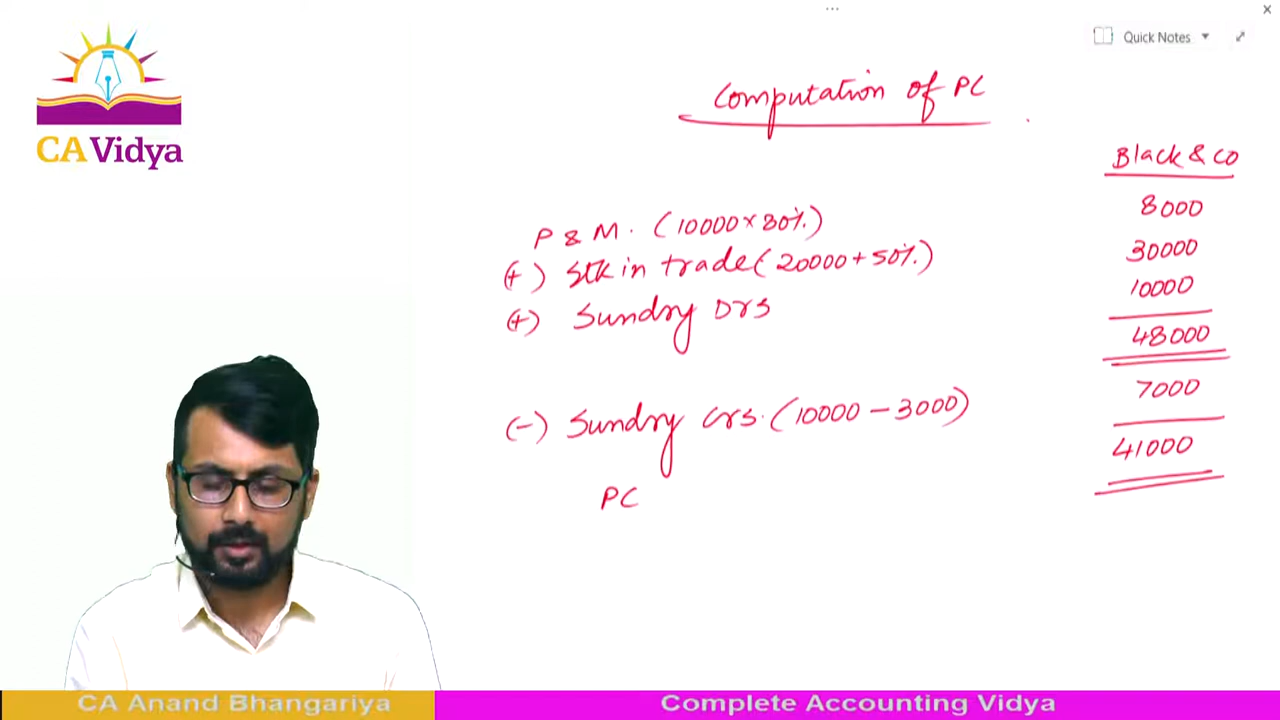 ...
Quick Notes
CA Vidya
Computation of PC
Black & co
P & M. (10000 x 80%) 8000
(+) Stk in trade (20000 + 50%) 30000
(+) Sundry Drs 10000
48000
(-) Sundry crs. (10000 - 3000) 7000
PC 41000
CA Anand Bhangariya Complete Accounting Vidya